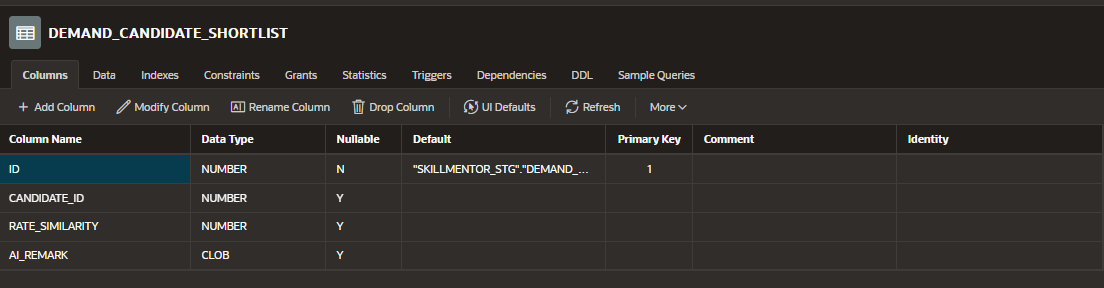 DEMAND_CANDIDATE_SHORTLIST
Columns Data Indexes Constraints Grants Statistics Triggers Dependencies DDL Sample Queries
+ Add Column Modify Column Rename Column Drop Column UI Defaults Refresh More
Column Name Data Type Nullable Default Primary Key Comment Identity
ID NUMBER N "SKILLMENTOR_STG"."DEMAND_... 1
CANDIDATE_ID NUMBER Y
RATE_SIMILARITY NUMBER Y
AI_REMARK CLOB Y